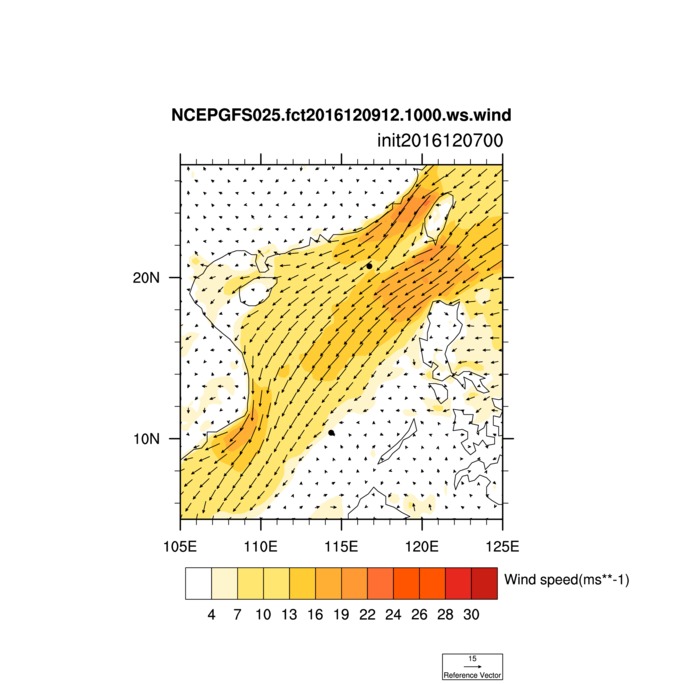 NCEPGFS025.fct2016120912.1000.ws.wind
init2016120700
20N
10N
105E 110E 115E 120E 125E
Wind speed(ms**-1)
4 7 10 13 16 19 22 24 26 28 30
15
Reference Vector